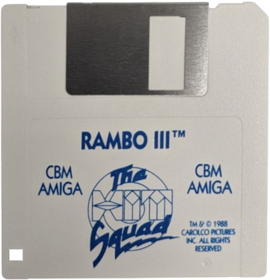 RAMBO III™
CBM
AMIGA
The
HIT
Squad
CBM
AMIGA
TM & © 1988
CAROLCO PICTURES
INC. ALL RIGHTS
RESERVED